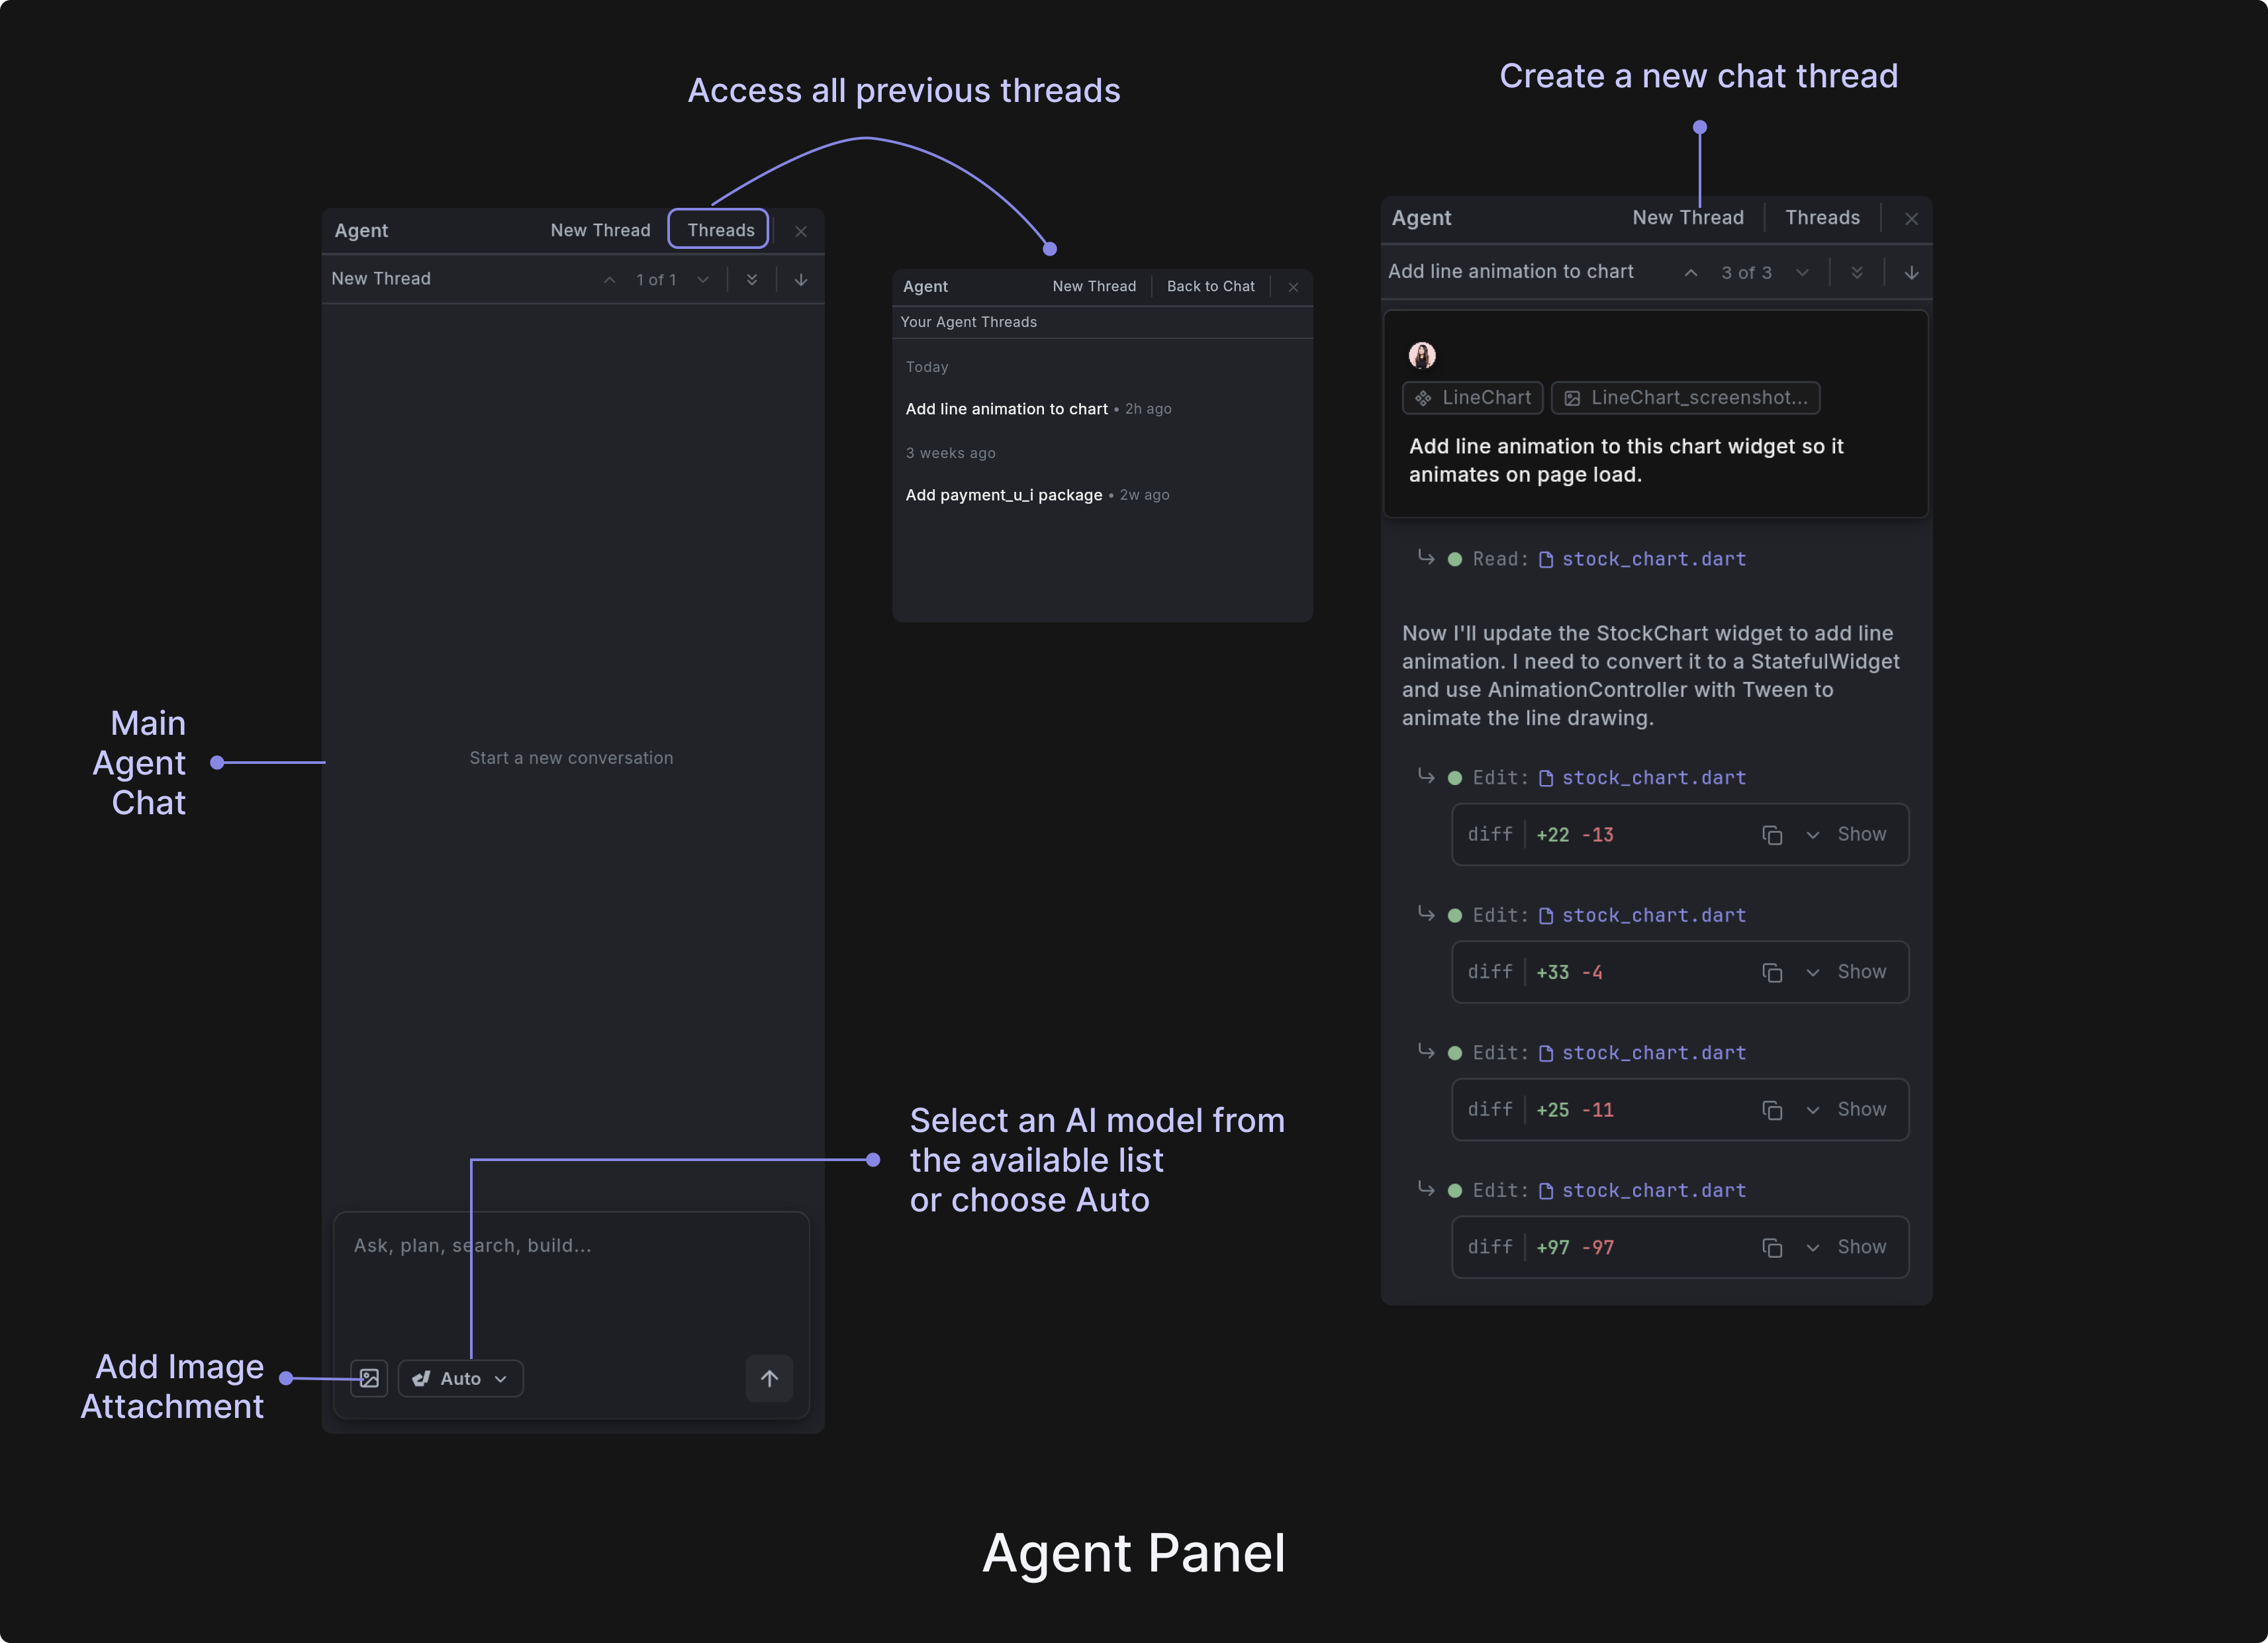 Access all previous threads
Create a new chat thread
Agent
New Thread
Threads
New Thread
1 of 1
Start a new conversation
Main
Agent
Chat
Ask, plan, search, build...
Auto
Add Image
Attachment
Select an AI model from
the available list
or choose Auto
Agent
New Thread
Back to Chat
Your Agent Threads
Today
Add line animation to chart • 2h ago
3 weeks ago
Add payment_u_i package • 2w ago
Agent
New Thread
Threads
Add line animation to chart
3 of 3
LineChart
LineChart_screenshot...
Add line animation to this chart widget so it
animates on page load.
Read: stock_chart.dart
Now I'll update the StockChart widget to add line
animation. I need to convert it to a StatefulWidget
and use AnimationController with Tween to
animate the line drawing.
Edit: stock_chart.dart
diff +22 -13 Show
Edit: stock_chart.dart
diff +33 -4 Show
Edit: stock_chart.dart
diff +25 -11 Show
Edit: stock_chart.dart
diff +97 -97 Show
Agent Panel